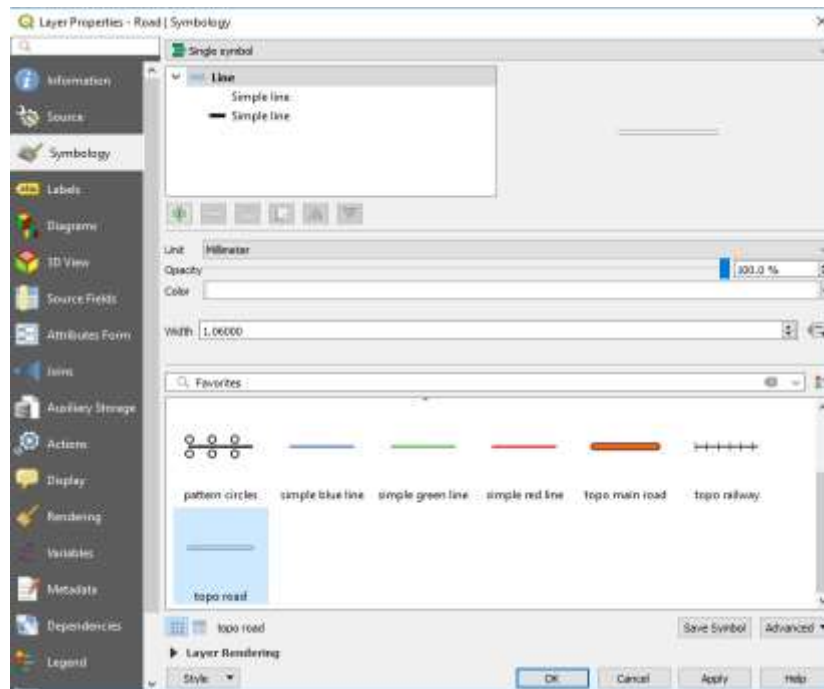 Layer Properties - Road | Symbology
Single symbol
Information
Source
Symbology
Labels
Diagrams
3D View
Source Fields
Attributes Form
Joins
Auxiliary Storage
Actions
Display
Rendering
Variables
Metadata
Dependencies
Legend
Line
Simple line
Simple line
Unit Millimeter
Opacity 100.0 %
Color
Width 1.06000
Favorites
pattern circles simple blue line simple green line simple red line topo main road topo railway
topo road
topo road Save Symbol Advanced
Layer Rendering
Style OK Cancel Apply Help